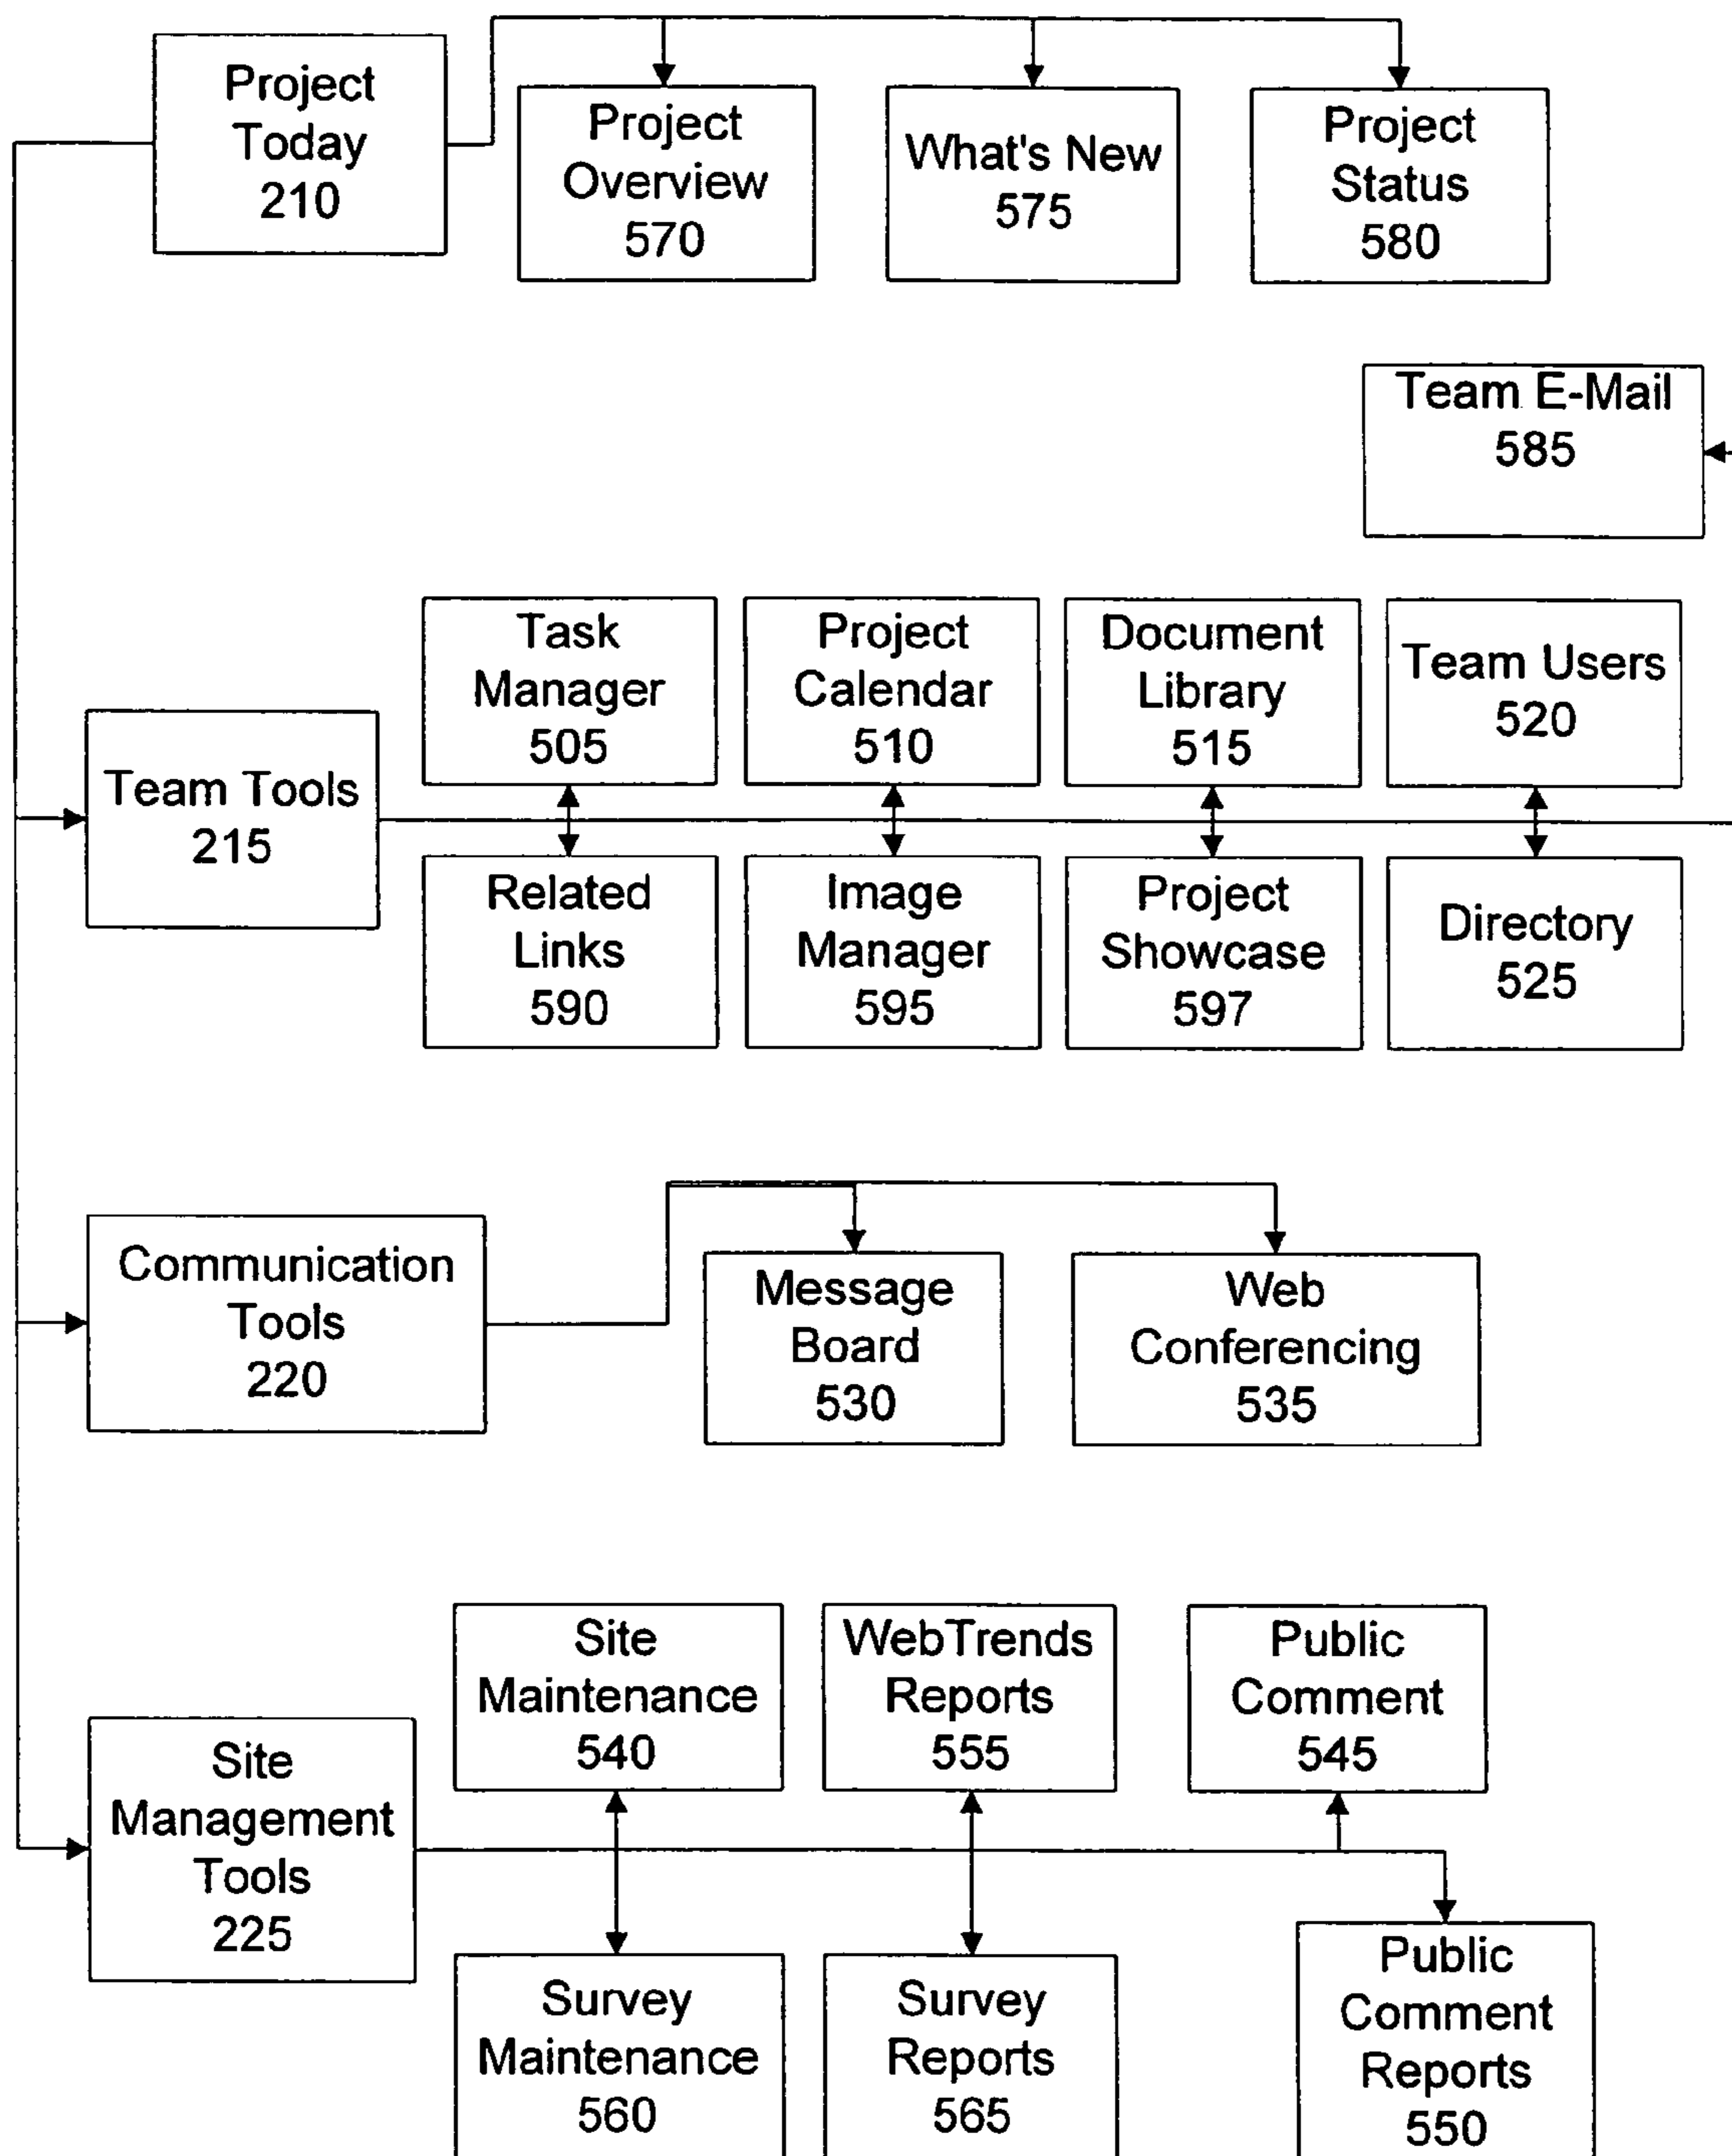 Project
Today
210
Project
Overview
570
What's New
575
Project
Status
580
Team E-Mail
585
Task
Manager
505
Project
Calendar
510
Document
Library
515
Team Users
520
Team Tools
215
Related
Links
590
Image
Manager
595
Project
Showcase
597
Directory
525
Communication
Tools
220
Message
Board
530
Web
Conferencing
535
Site
Maintenance
540
WebTrends
Reports
555
Public
Comment
545
Site
Management
Tools
225
Survey
Maintenance
560
Survey
Reports
565
Public
Comment
Reports
550